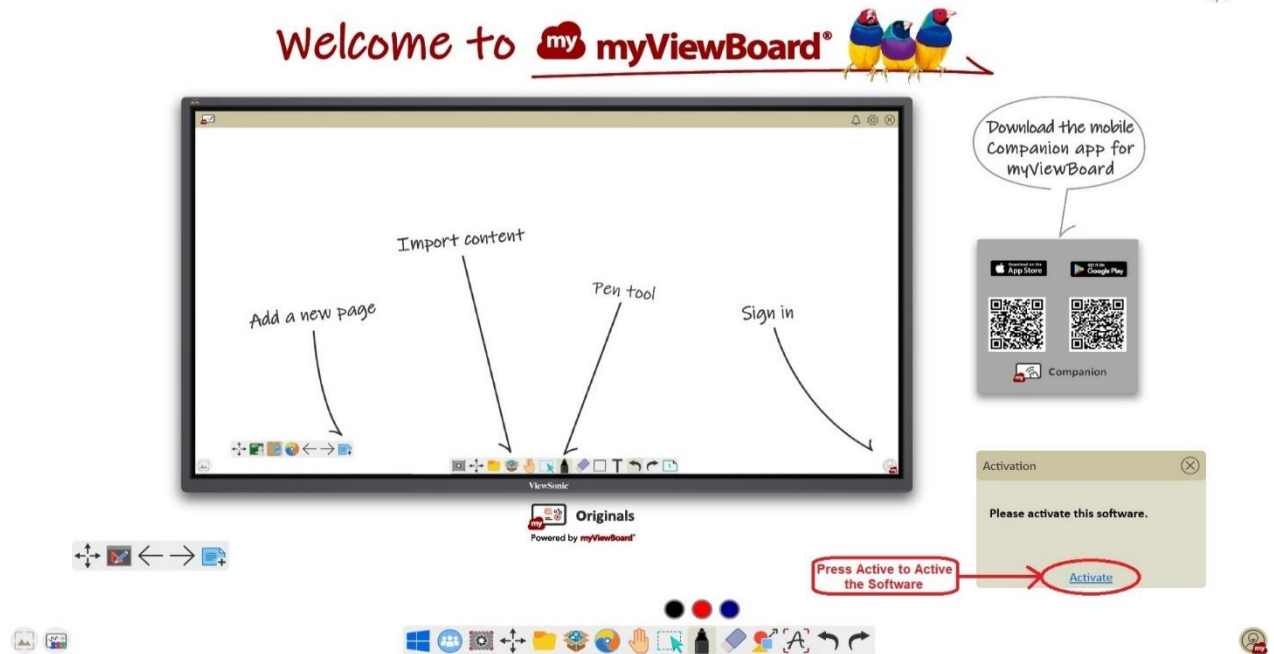 Welcome to my myViewBoard®
Download the mobile
Companion app for
myViewBoard
Import content
Pen tool
Add a new page
Sign in
Download on the
App Store
GET IT ON
Google Play
Companion
ViewSonic
my Originals
Powered by myViewBoard™
Activation
Please activate this software.
Press Active to Active
the Software
Activate